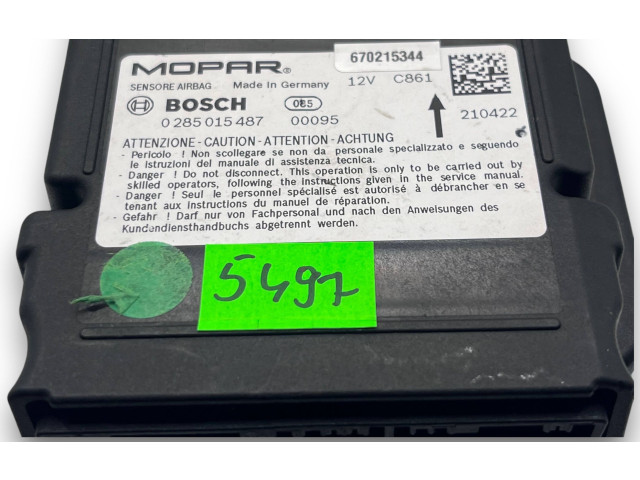 MOPAR® 670215344
SENSORE AIRBAG Made in Germany 12V C861
BOSCH 085
0 285 015 487 00095 210422
ATTENZIONE - CAUTION - ATTENTION - ACHTUNG
- Pericolo ! Non scollegare se non da personale specializzato e seguendo
le istruzioni del manuale di assistenza tecnica.
- Danger ! Do not disconnect. This operation is only to be carried out by
skilled operators, following the instructions given in the service manual.
- Danger ! Seul le personnel spécialisé est autorisé à débrancher en se
tenant aux instructions du manuel de réparation.
- Gefahr ! Darf nur von Fachpersonal und nach den Anweisungen des
Kundendiensthandbuchs abgetrennt werden.
5497